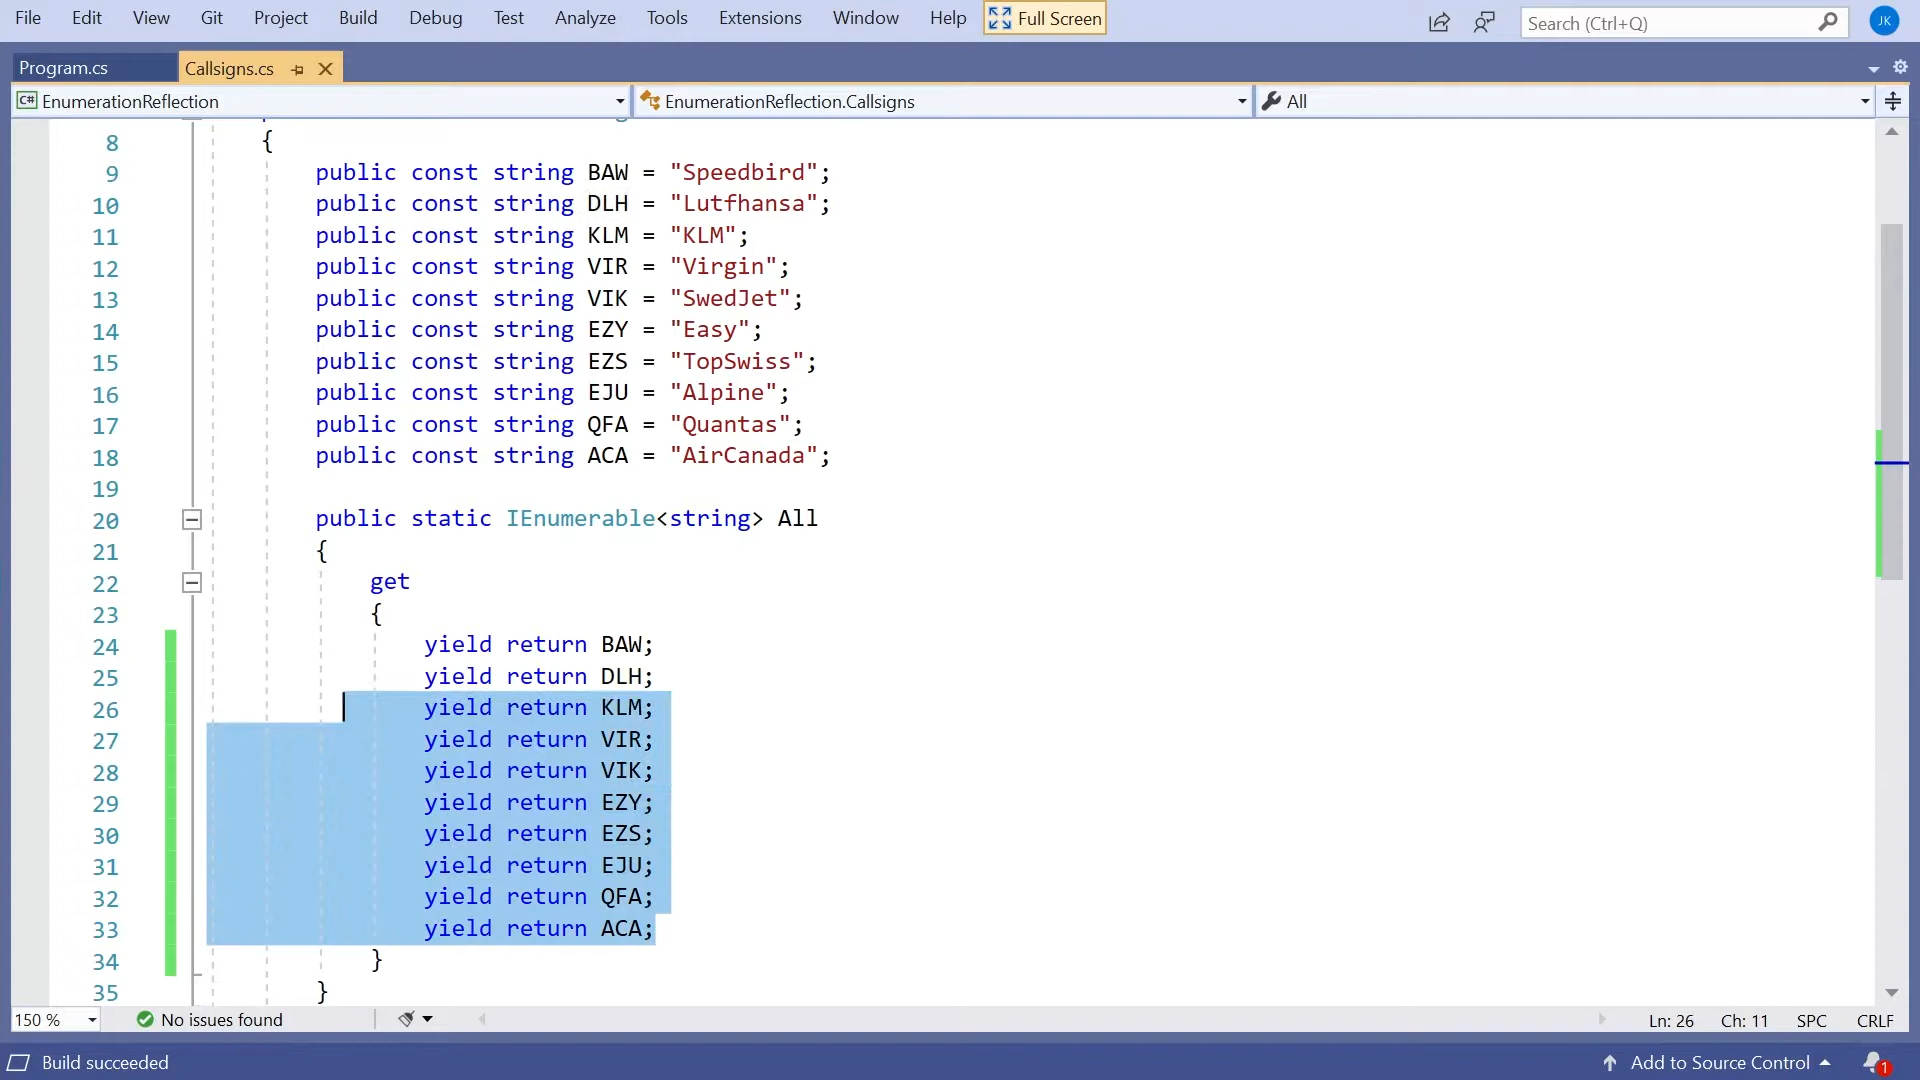 File Edit View Git Project Build Debug Test Analyze Tools Extensions Window Help Full Screen Search (Ctrl+Q) JK
Program.cs Callsigns.cs
C# EnumerationReflection EnumerationReflection.Callsigns All
8 {
9 public const string BAW = "Speedbird";
10 public const string DLH = "Lutfhansa";
11 public const string KLM = "KLM";
12 public const string VIR = "Virgin";
13 public const string VIK = "SwedJet";
14 public const string EZY = "Easy";
15 public const string EZS = "TopSwiss";
16 public const string EJU = "Alpine";
17 public const string QFA = "Quantas";
18 public const string ACA = "AirCanada";
19
20 public static IEnumerable<string> All
21 {
22 get
23 {
24 yield return BAW;
25 yield return DLH;
26 yield return KLM;
27 yield return VIR;
28 yield return VIK;
29 yield return EZY;
30 yield return EZS;
31 yield return EJU;
32 yield return QFA;
33 yield return ACA;
34 }
35 }
150 % No issues found Ln: 26 Ch: 11 SPC CRLF
Build succeeded Add to Source Control 1